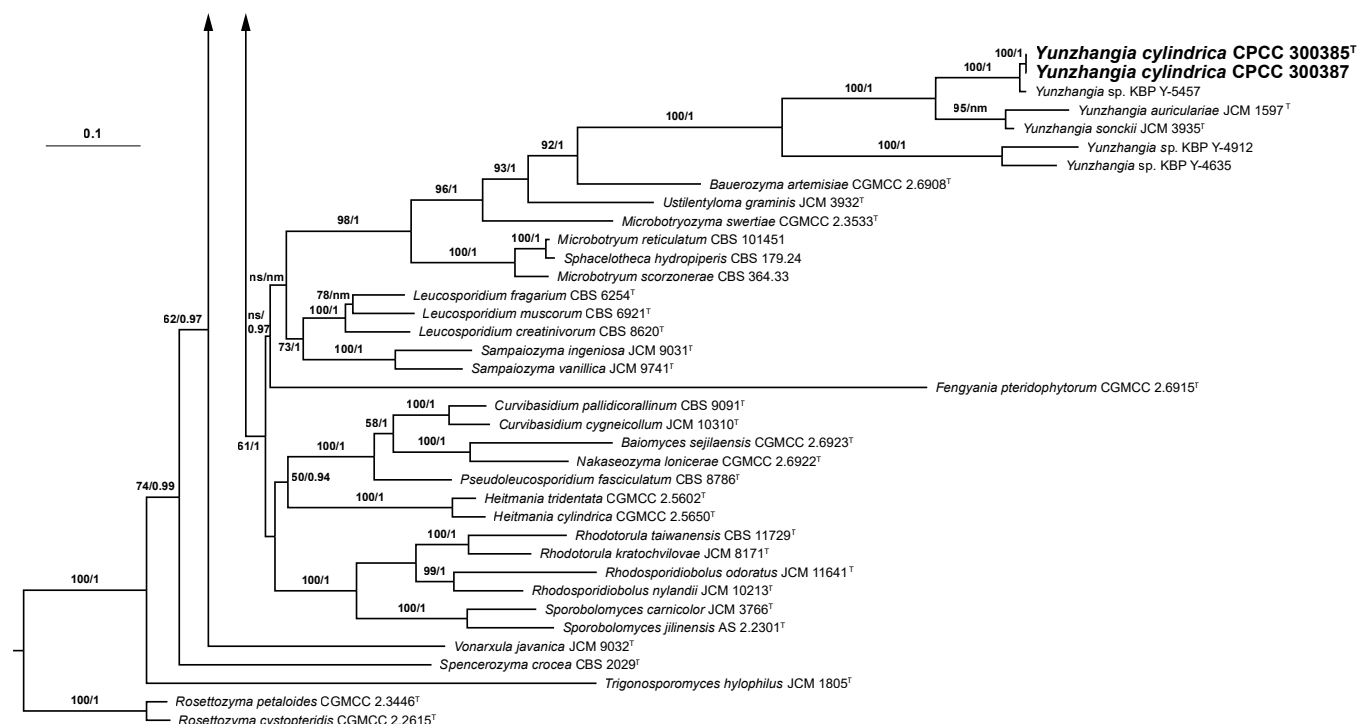 100/1
Yunzhangia cylindrica CPCC 300385T
100/1
Yunzhangia cylindrica CPCC 300387
100/1
Yunzhangia sp. KBP Y-5457
95/nm
Yunzhangia auriculariae JCM 1597 T
0.1
100/1
Yunzhangia sonckii JCM 3935T
92/1
100/1
Yunzhangia sp. KBP Y-4912
93/1
Yunzhangia sp. KBP Y-4635
96/1
Bauerozyma artemisiae CGMCC 2.6908T
Ustilentyloma graminis JCM 3932T
98/1
Microbotryozyma swertiae CGMCC 2.3533T
100/1
Microbotryum reticulatum CBS 101451
100/1
Sphacelotheca hydropiperis CBS 179.24
Microbotryum scorzonerae CBS 364.33
ns/nm
78/nm
Leucosporidium fragarium CBS 6254T
100/1
Leucosporidium muscorum CBS 6921T
62/0.97
ns/
0.97
Leucosporidium creatinivorum CBS 8620T
73/1
100/1
Sampaiozyma ingeniosa JCM 9031T
Sampaiozyma vanillica JCM 9741T
Fengyania pteridophytorum CGMCC 2.6915T
100/1
Curvibasidium pallidicorallinum CBS 9091T
58/1
Curvibasidium cygneicollum JCM 10310T
61/1
100/1
100/1
Baiomyces sejilaensis CGMCC 2.6923T
Nakaseozyma lonicerae CGMCC 2.6922T
50/0.94
Pseudoleucosporidium fasciculatum CBS 8786T
74/0.99
100/1
Heitmania tridentata CGMCC 2.5602T
Heitmania cylindrica CGMCC 2.5650T
100/1
Rhodotorula taiwanensis CBS 11729T
Rhodotorula kratochvilovae JCM 8171T
100/1
99/1
Rhodosporidiobolus odoratus JCM 11641 T
100/1
Rhodosporidiobolus nylandii JCM 10213T
100/1
Sporobolomyces carnicolor JCM 3766T
Sporobolomyces jilinensis AS 2.2301T
Vonarxula javanica JCM 9032T
Spencerozyma crocea CBS 2029T
Trigonosporomyces hylophilus JCM 1805T
100/1
Rosettozyma petaloides CGMCC 2.3446T
Rosettozyma cystopteridis CGMCC 2.2615T